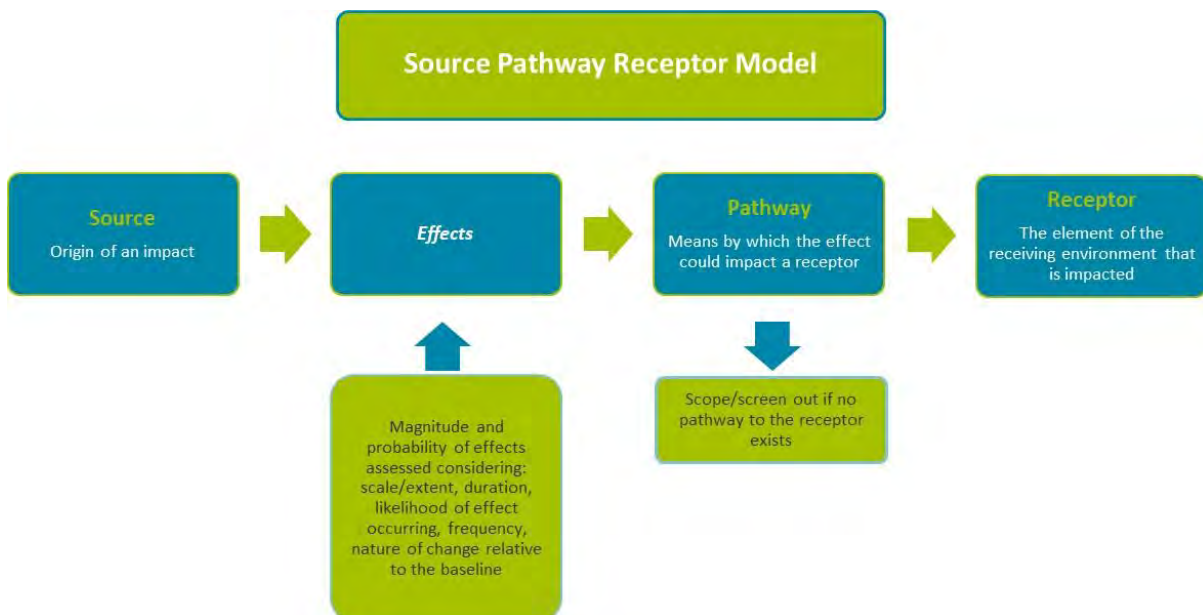 Source Pathway Receptor Model
Source
Origin of an impact
Effects
Pathway
Means by which the effect
could impact a receptor
Receptor
The element of the
receiving environment that
is impacted
Magnitude and
probability of effects
assessed considering:
scale/extent, duration,
likelihood of effect
occurring, frequency,
nature of change relative
to the baseline
Scope/screen out if no
pathway to the receptor
exists